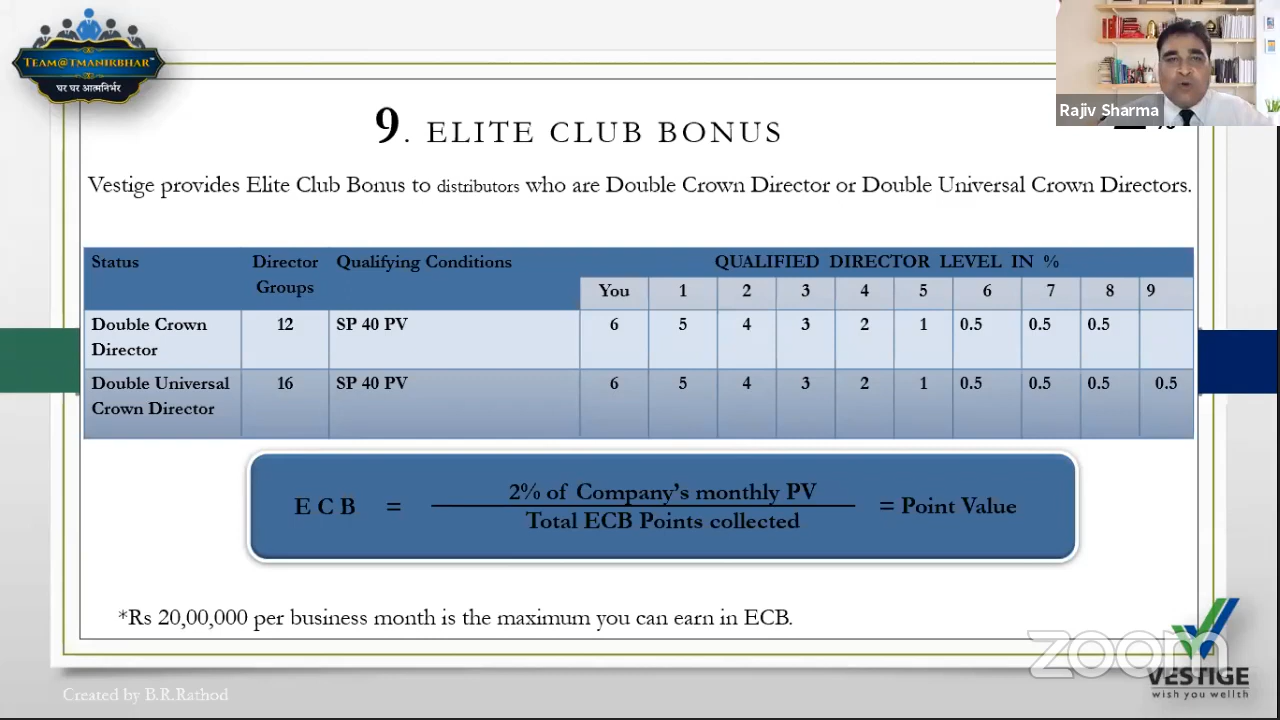 TEAM@TMANIRBHAR™
घर घर आत्मनिर्भर
Rajiv Sharma
9. ELITE CLUB BONUS
Vestige provides Elite Club Bonus to distributors who are Double Crown Director or Double Universal Crown Directors.
Status Director Groups Qualifying Conditions QUALIFIED DIRECTOR LEVEL IN %
You 1 2 3 4 5 6 7 8 9
Double Crown Director 12 SP 40 PV 6 5 4 3 2 1 0.5 0.5 0.5
Double Universal Crown Director 16 SP 40 PV 6 5 4 3 2 1 0.5 0.5 0.5 0.5
2% of Company's monthly PV
E C B = = Point Value
Total ECB Points collected
*Rs 20,00,000 per business month is the maximum you can earn in ECB.
zoom
VESTIGE
wish you wellth
Created by B.R.Rathod